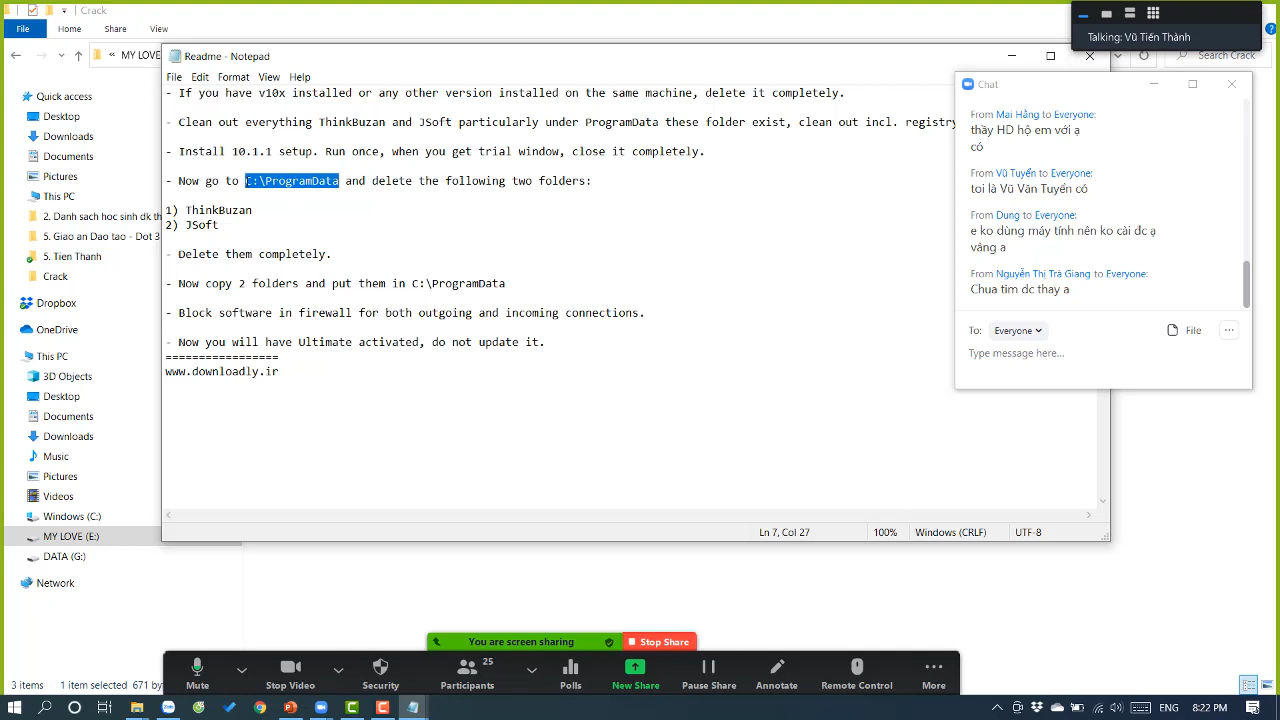 Crack
File
Home
Share
View
MY LOVE
Search Crack
Talking: Vũ Tiến Thành
Readme - Notepad
File Edit Format View Help
- If you have v10x installed or any other version installed on the same machine, delete it completely.
- Clean out everything ThinkBuzan and JSoft particularly under ProgramData these folder exist, clean out incl. registry
- Install 10.1.1 setup. Run once, when you get trial window, close it completely.
- Now go to C:\ProgramData and delete the following two folders:
1) ThinkBuzan
2) JSoft
- Delete them completely.
- Now copy 2 folders and put them in C:\ProgramData
- Block software in firewall for both outgoing and incoming connections.
- Now you will have Ultimate activated, do not update it.
=================
www.downloadly.ir
Ln 7, Col 27
100%
Windows (CRLF)
UTF-8
Quick access
Desktop
Downloads
Documents
Pictures
This PC
2. Danh sach hoc sinh dk th
5. Giao an Dao tao - Dot 3
5. Tien Thanh
Crack
Dropbox
OneDrive
This PC
3D Objects
Desktop
Documents
Downloads
Music
Pictures
Videos
Windows (C:)
MY LOVE (E:)
DATA (G:)
Network
3 items
1 item selected
671 by
Chat
From Mai Hằng to Everyone:
thầy HD hộ em với ạ
có
From Vũ Tuyển to Everyone:
toi là Vũ Văn Tuyển có
From Dung to Everyone:
e ko dùng máy tính nên ko cài đc ạ
vâng a
From Nguyễn Thị Trà Giang to Everyone:
Chua tim dc thay a
To: Everyone
File
Type message here...
You are screen sharing
Stop Share
Mute
Stop Video
Security
Participants
25
Polls
New Share
Pause Share
Annotate
Remote Control
More
ENG
8:22 PM